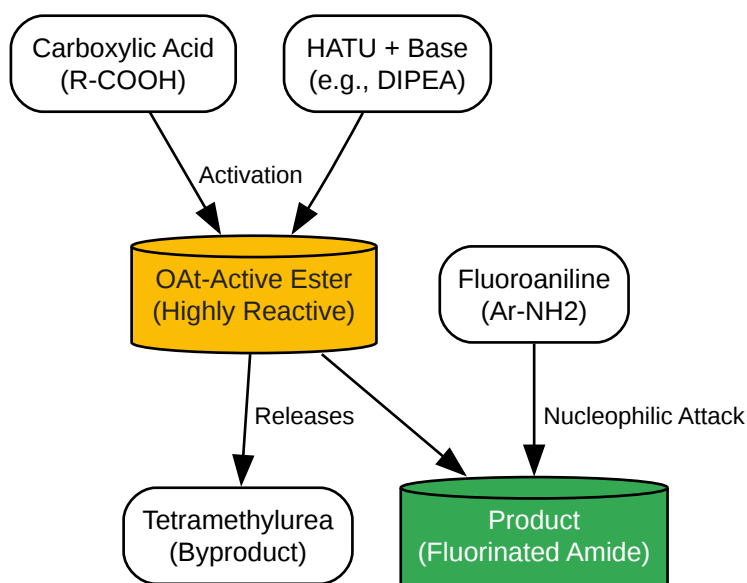 Carboxylic Acid
(R-COOH)
HATU + Base
(e.g., DIPEA)
Activation
OAt-Active Ester
(Highly Reactive)
Fluoroaniline
(Ar-NH2)
Releases
Nucleophilic Attack
Tetramethylurea
(Byproduct)
Product
(Fluorinated Amide)